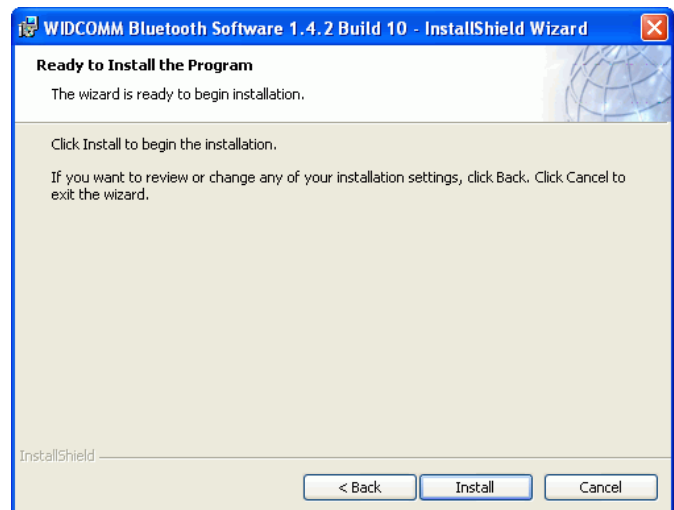 WIDCOMM Bluetooth Software 1.4.2 Build 10 - InstallShield Wizard
Ready to Install the Program
The wizard is ready to begin installation.
Click Install to begin the installation.
If you want to review or change any of your installation settings, click Back. Click Cancel to
exit the wizard.
InstallShield
< Back Install Cancel